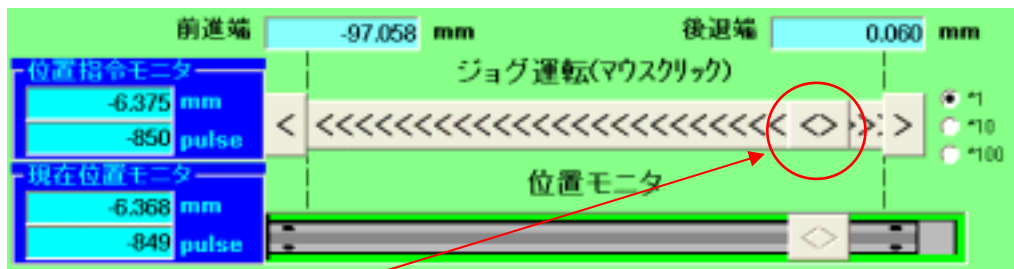 前進端 -97.058 mm 後退端 0.060 mm
位置指令モニタ
-6.375 mm
-850 pulse
ジョグ運転(マウスクリック)
< <<<<<<<<<<<<<<<<<<<<<<<< <> >>> >
*1
*10
*100
現在位置モニタ
-6.368 mm
-849 pulse
位置モニタ
<>